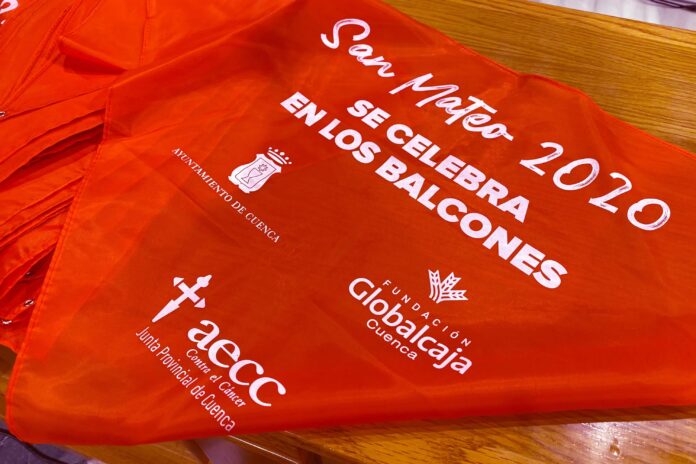 San Mateo 2020
SE CELEBRA
EN LOS BALCONES
AYUNTAMIENTO DE CUENCA
FUNDACIÓN
Globalcaja
Cuenca
aecc
Contra el Cáncer
Junta Provincial de Cuenca